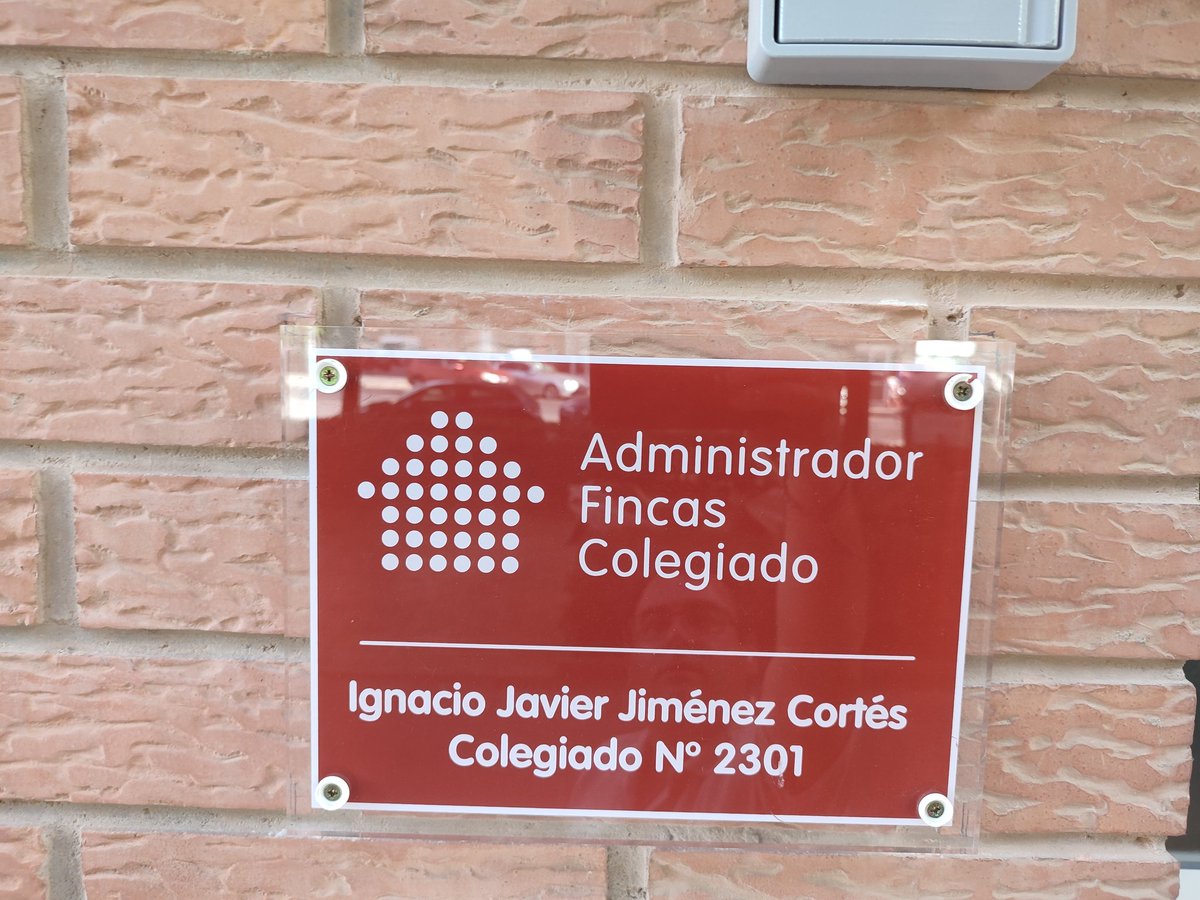 Administrador
Fincas
Colegiado
Ignacio Javier Jiménez Cortés
Colegiado Nº 2301